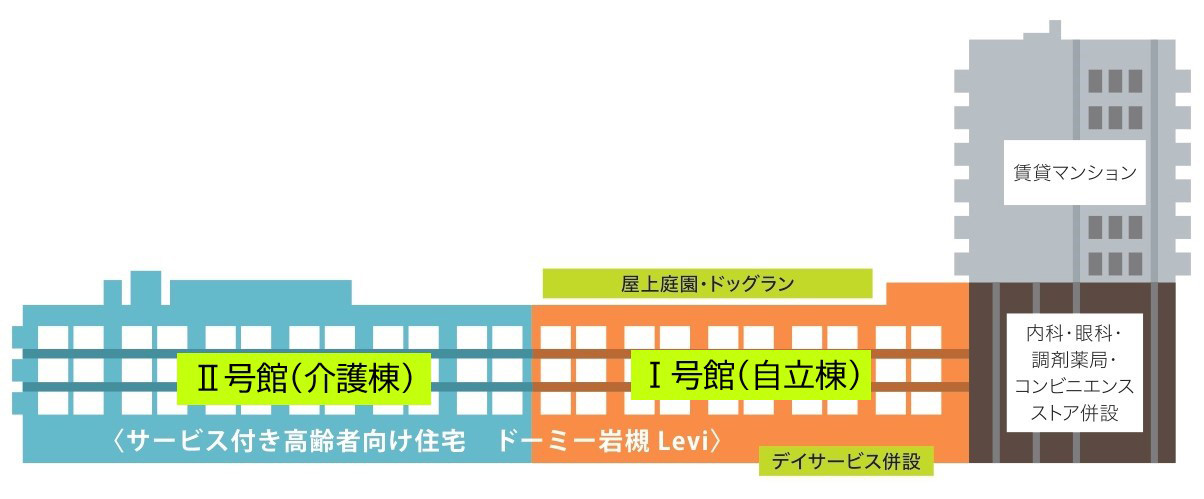 賃貸マンション
屋上庭園・ドッグラン
内科・眼科・
調剤薬局・
コンビニエンス
ストア併設
Ⅱ号館（介護棟）
Ⅰ号館（自立棟）
〈サービス付き高齢者向け住宅　ドーミー岩槻 Levi〉
デイサービス併設